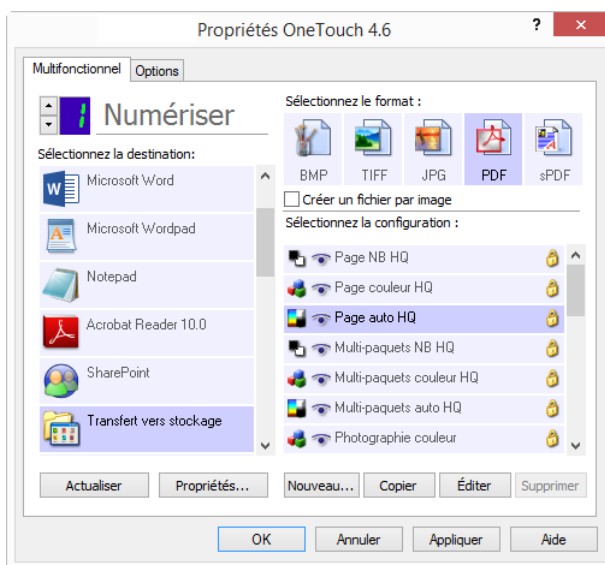 Propriétés OneTouch 4.6
?
×
Multifonctionnel
Options
1
Numériser
Sélectionnez la destination:
Microsoft Word
Microsoft Wordpad
Notepad
Acrobat Reader 10.0
SharePoint
Transfert vers stockage
Actualiser
Propriétés...
Sélectionnez le format :
BMP
TIFF
JPG
PDF
sPDF
Créer un fichier par image
Sélectionnez la configuration :
Page NB HQ
Page couleur HQ
Page auto HQ
Multi-paquets NB HQ
Multi-paquets couleur HQ
Multi-paquets auto HQ
Photographie couleur
Nouveau...
Copier
Éditer
Supprimer
OK
Annuler
Appliquer
Aide